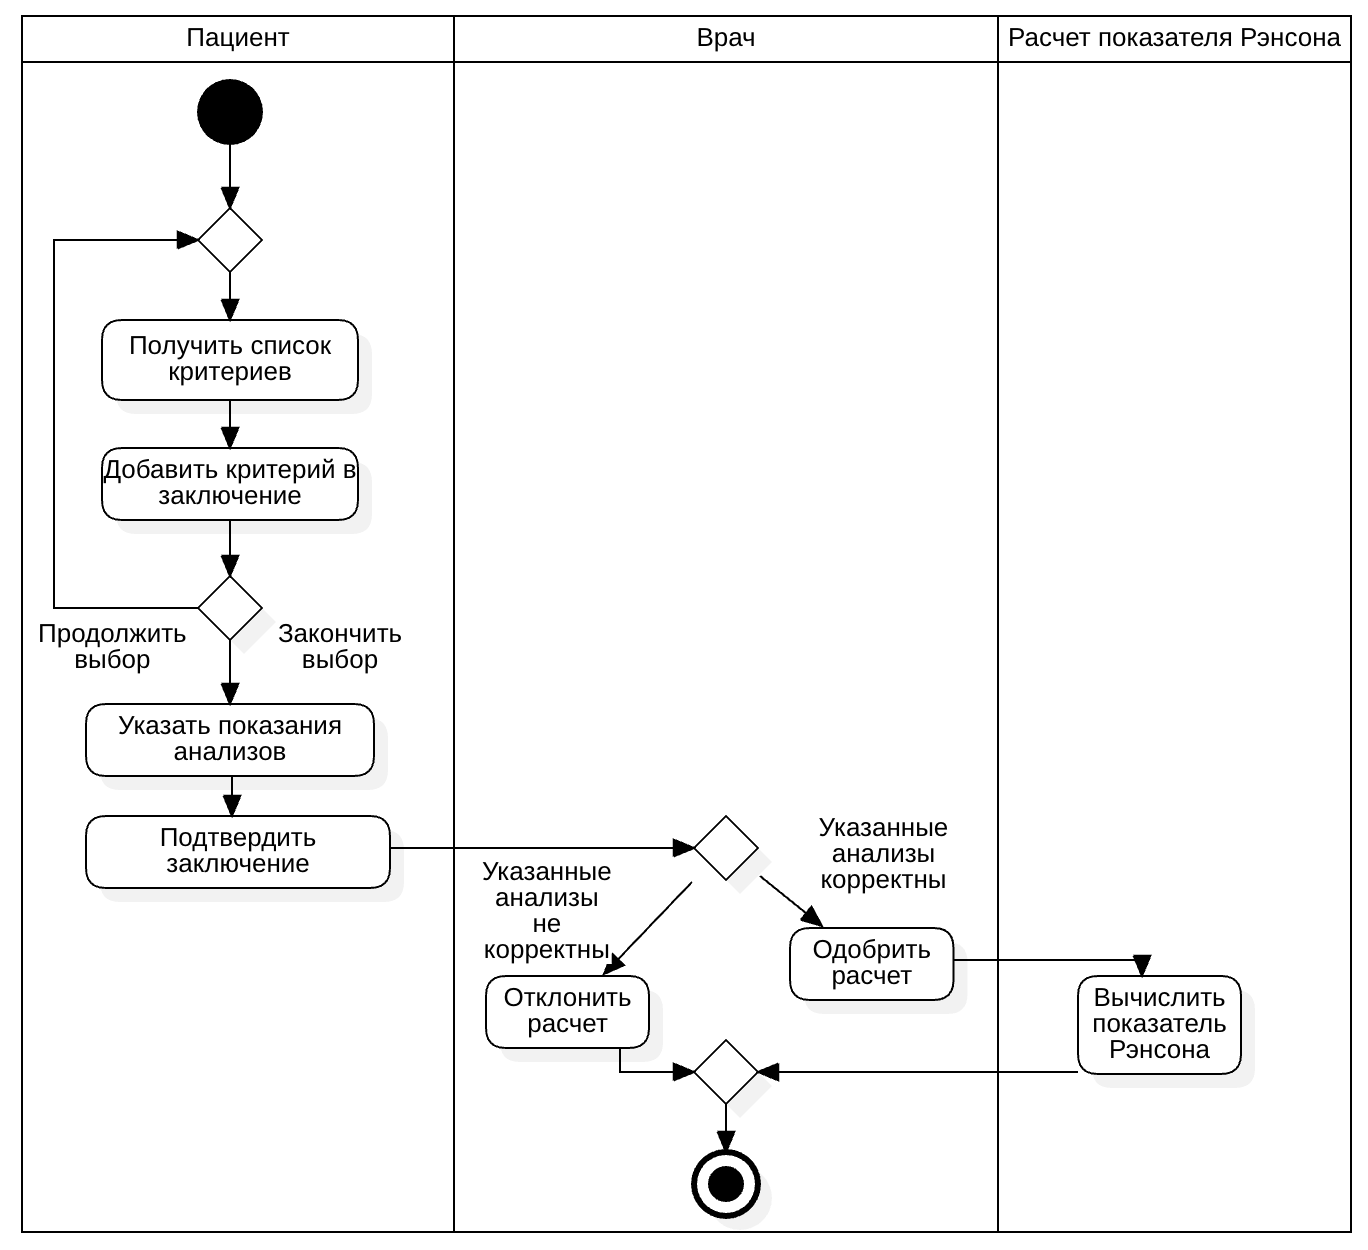 Пациент
Врач
Расчет показателя Рэнсона
Получить список
критериев
Добавить критерий в
заключение
Продолжить
выбор
Закончить
выбор
Указать показания
анализов
Подтвердить
заключение
Указанные
анализы
не
корректны
Указанные
анализы
корректны
Отклонить
расчет
Одобрить
расчет
Вычислить
показатель
Рэнсона